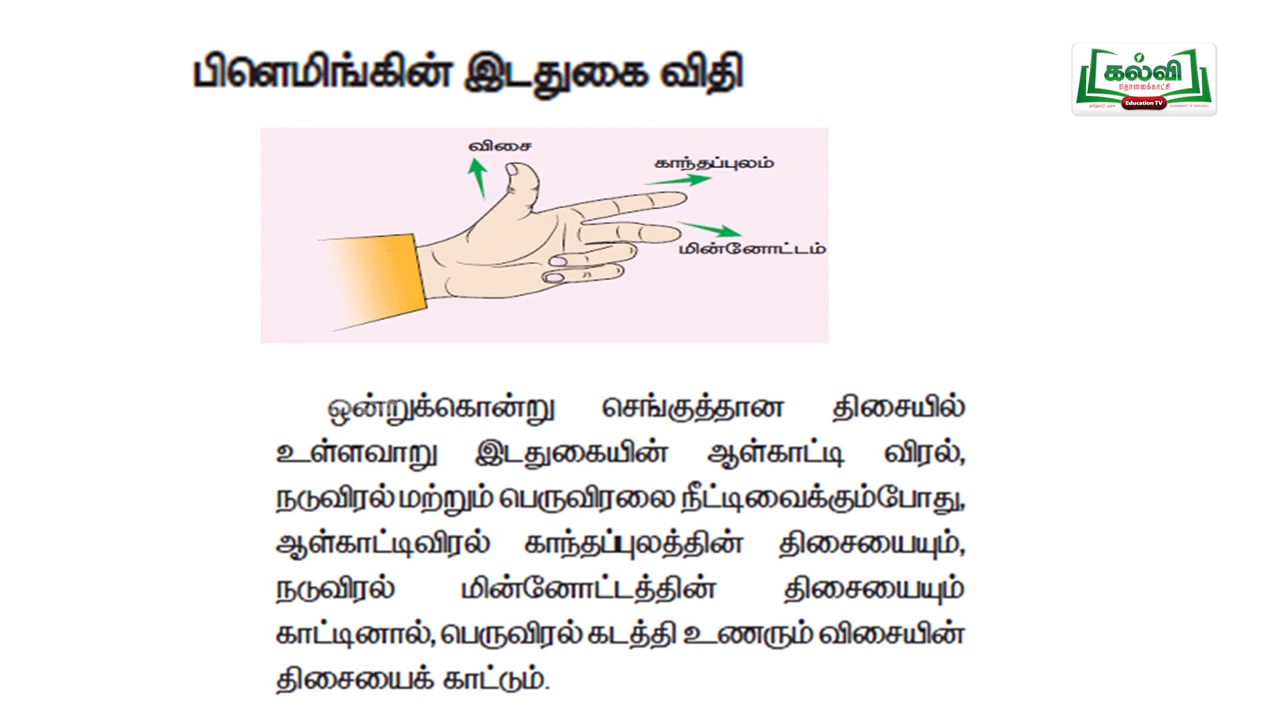 பிளெமிங்கின் இடதுகை விதி
கல்வி
தொலைக்காட்சி
Education TV
விசை
காந்தப்புலம்
மின்னோட்டம்
ஒன்றுக்கொன்று செங்குத்தான திசையில்
உள்ளவாறு இடதுகையின் ஆள்காட்டி விரல்,
நடுவிரல் மற்றும் பெருவிரலை நீட்டிவைக்கும்போது,
ஆள்காட்டிவிரல் காந்தப்புலத்தின் திசையையும்,
நடுவிரல் மின்னோட்டத்தின் திசையையும்
காட்டினால், பெருவிரல் கடத்தி உணரும் விசையின்
திசையைக் காட்டும்.